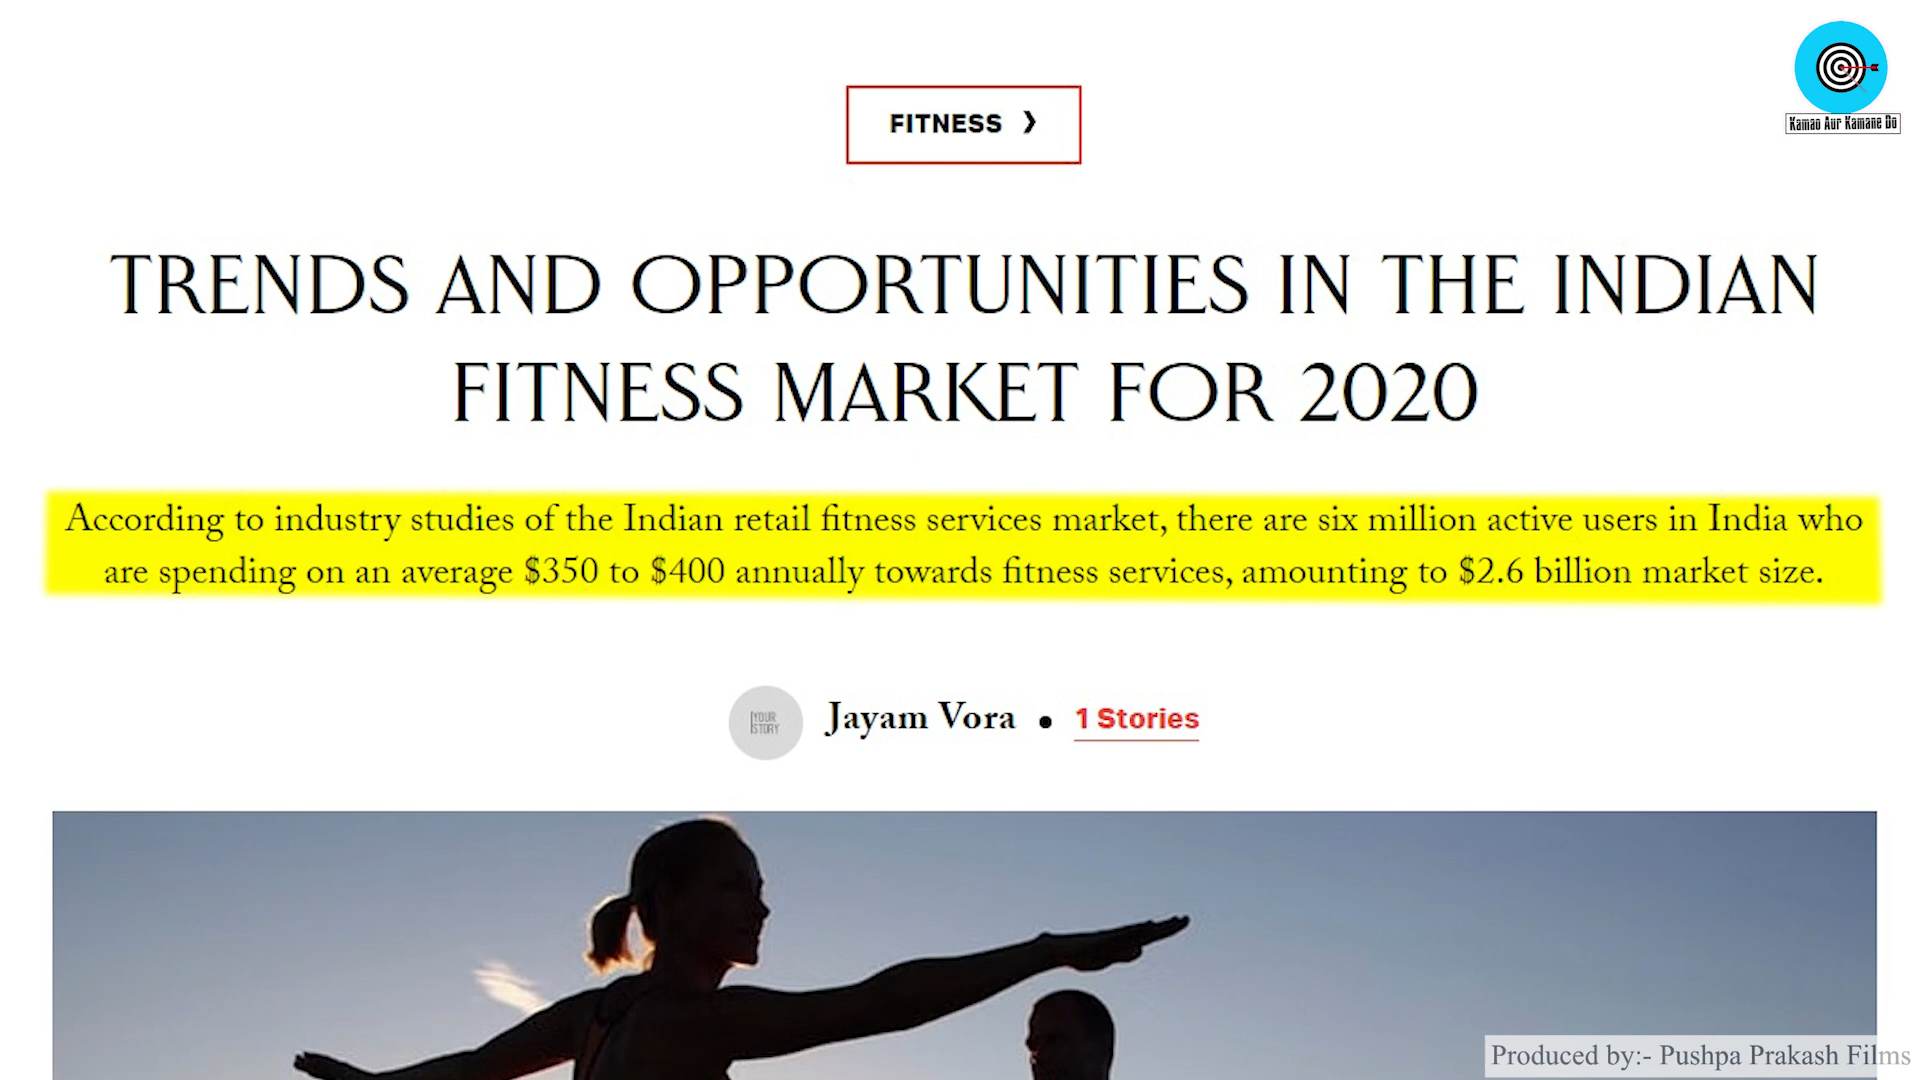 Kamao Aur Kamane Do
FITNESS ❯
TRENDS AND OPPORTUNITIES IN THE INDIAN
FITNESS MARKET FOR 2020
According to industry studies of the Indian retail fitness services market, there are six million active users in India who
are spending on an average $350 to $400 annually towards fitness services, amounting to $2.6 billion market size.
YOUR
STORY
Jayam Vora • 1 Stories
Produced by:- Pushpa Prakash Films